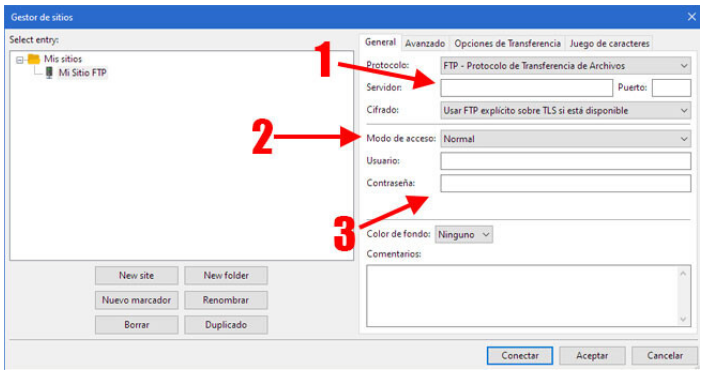 Gestor de sitios
Select entry:
Mis sitios
Mi Sitio FTP
New site
New folder
Nuevo marcador
Renombrar
Borrar
Duplicado
General
Avanzado
Opciones de Transferencia
Juego de caracteres
1
Protocolo:
FTP - Protocolo de Transferencia de Archivos
Servidor:
Puerto:
Cifrado:
Usar FTP explícito sobre TLS si está disponible
2
Modo de acceso:
Normal
Usuario:
Contraseña:
3
Color de fondo:
Ninguno
Comentarios:
Conectar
Aceptar
Cancelar